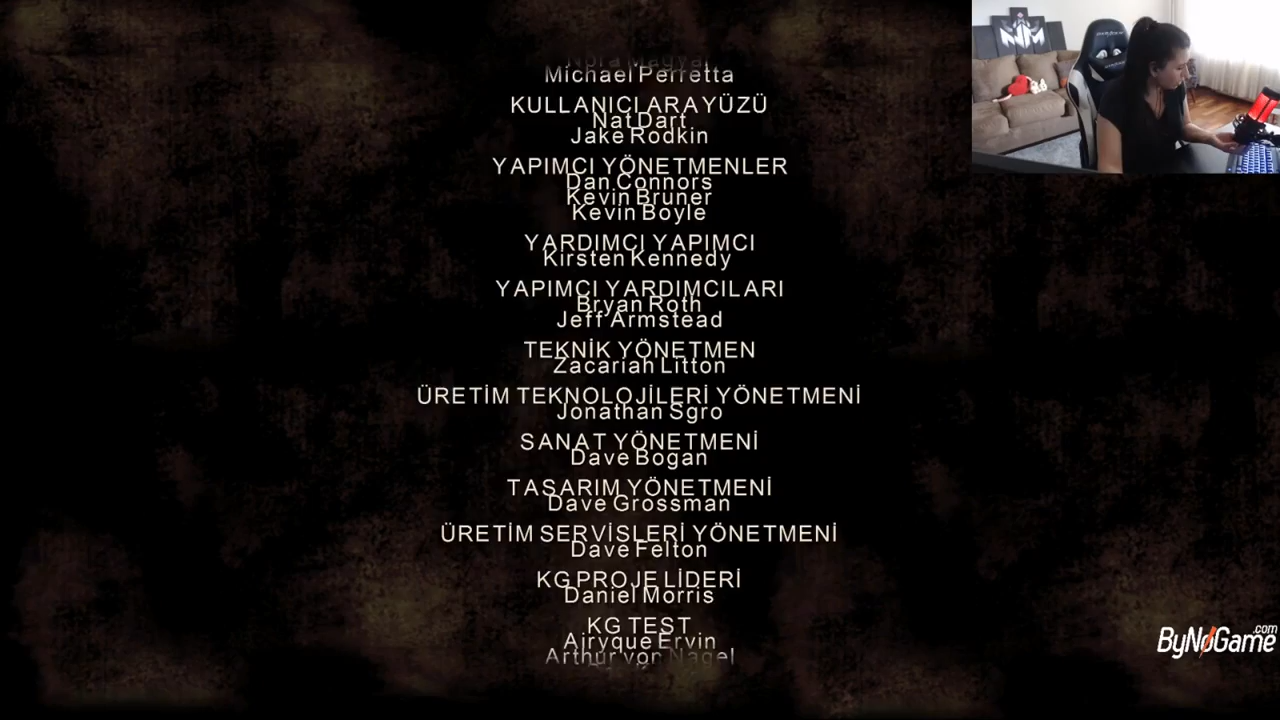 Michael Perretta
KULLANICI ARAYÜZÜ
Nat Dart
Jake Rodkin
YAPIMCI YÖNETMENLER
Dan Connors
Kevin Bruner
Kevin Boyle
YARDIMCI YAPIMCI
Kirsten Kennedy
YAPIMCI YARDIMCILARI
Bryan Roth
Jeff Armstead
TEKNİK YÖNETMEN
Zacariah Litton
ÜRETİM TEKNOLOJİLERİ YÖNETMENİ
Jonathan Sgro
SANAT YÖNETMENİ
Dave Bogan
TASARIM YÖNETMENİ
Dave Grossman
ÜRETİM SERVİSLERİ YÖNETMENİ
Dave Felton
KG PROJE LİDERİ
Daniel Morris
KG TEST
Ajryque Ervin
Arthur von Nagel
ByNoGame.com